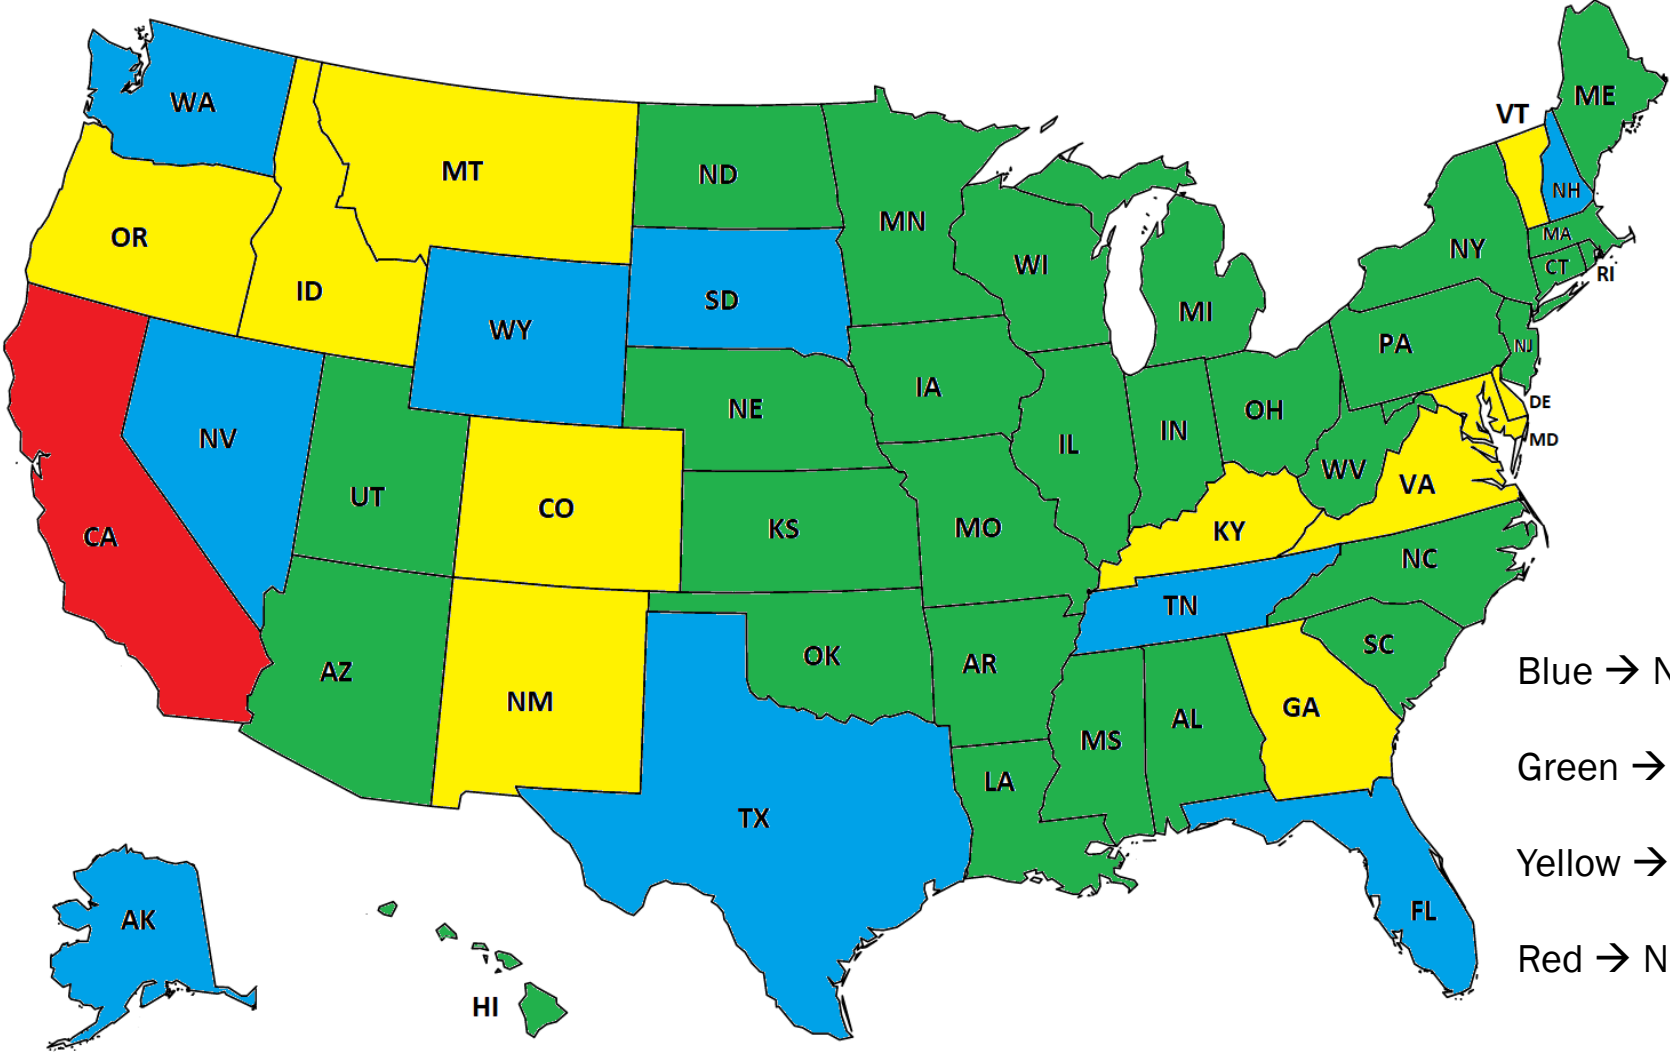 WA
MT
ND
MN
ME
VT
NH
OR
ID
WY
SD
WI
MI
NY
MA
CT
RI
NV
UT
CO
NE
IA
IL
IN
OH
PA
NJ
DE
MD
WV
VA
CA
KS
MO
KY
NC
TN
AZ
NM
OK
AR
SC
MS
AL
GA
LA
TX
FL
AK
HI
Blue → N
Green →
Yellow →
Red → N